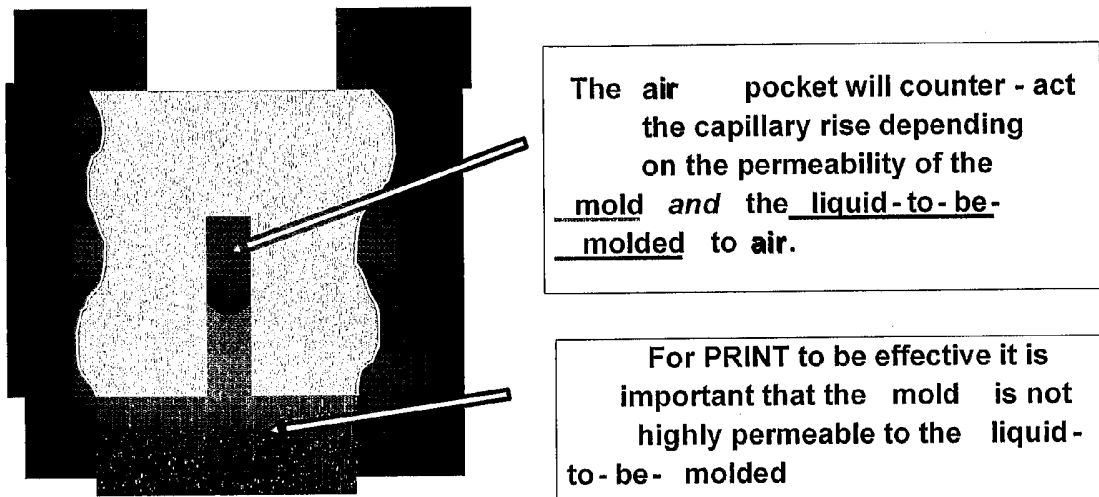 The air pocket will counter - act
the capillary rise depending
on the permeability of the
mold and the liquid-to-be-
molded to air.
For PRINT to be effective it is
important that the mold is not
highly permeable to the liquid-
to-be- molded